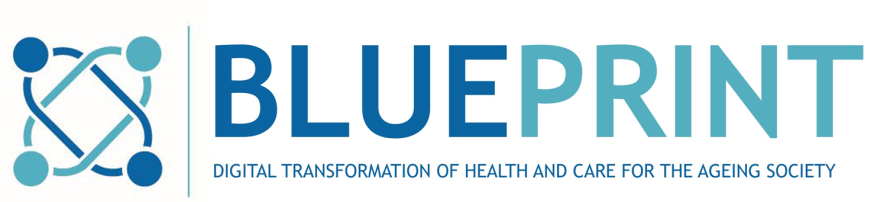 BLUEPRINT
DIGITAL TRANSFORMATION OF HEALTH AND CARE FOR THE AGEING SOCIETY